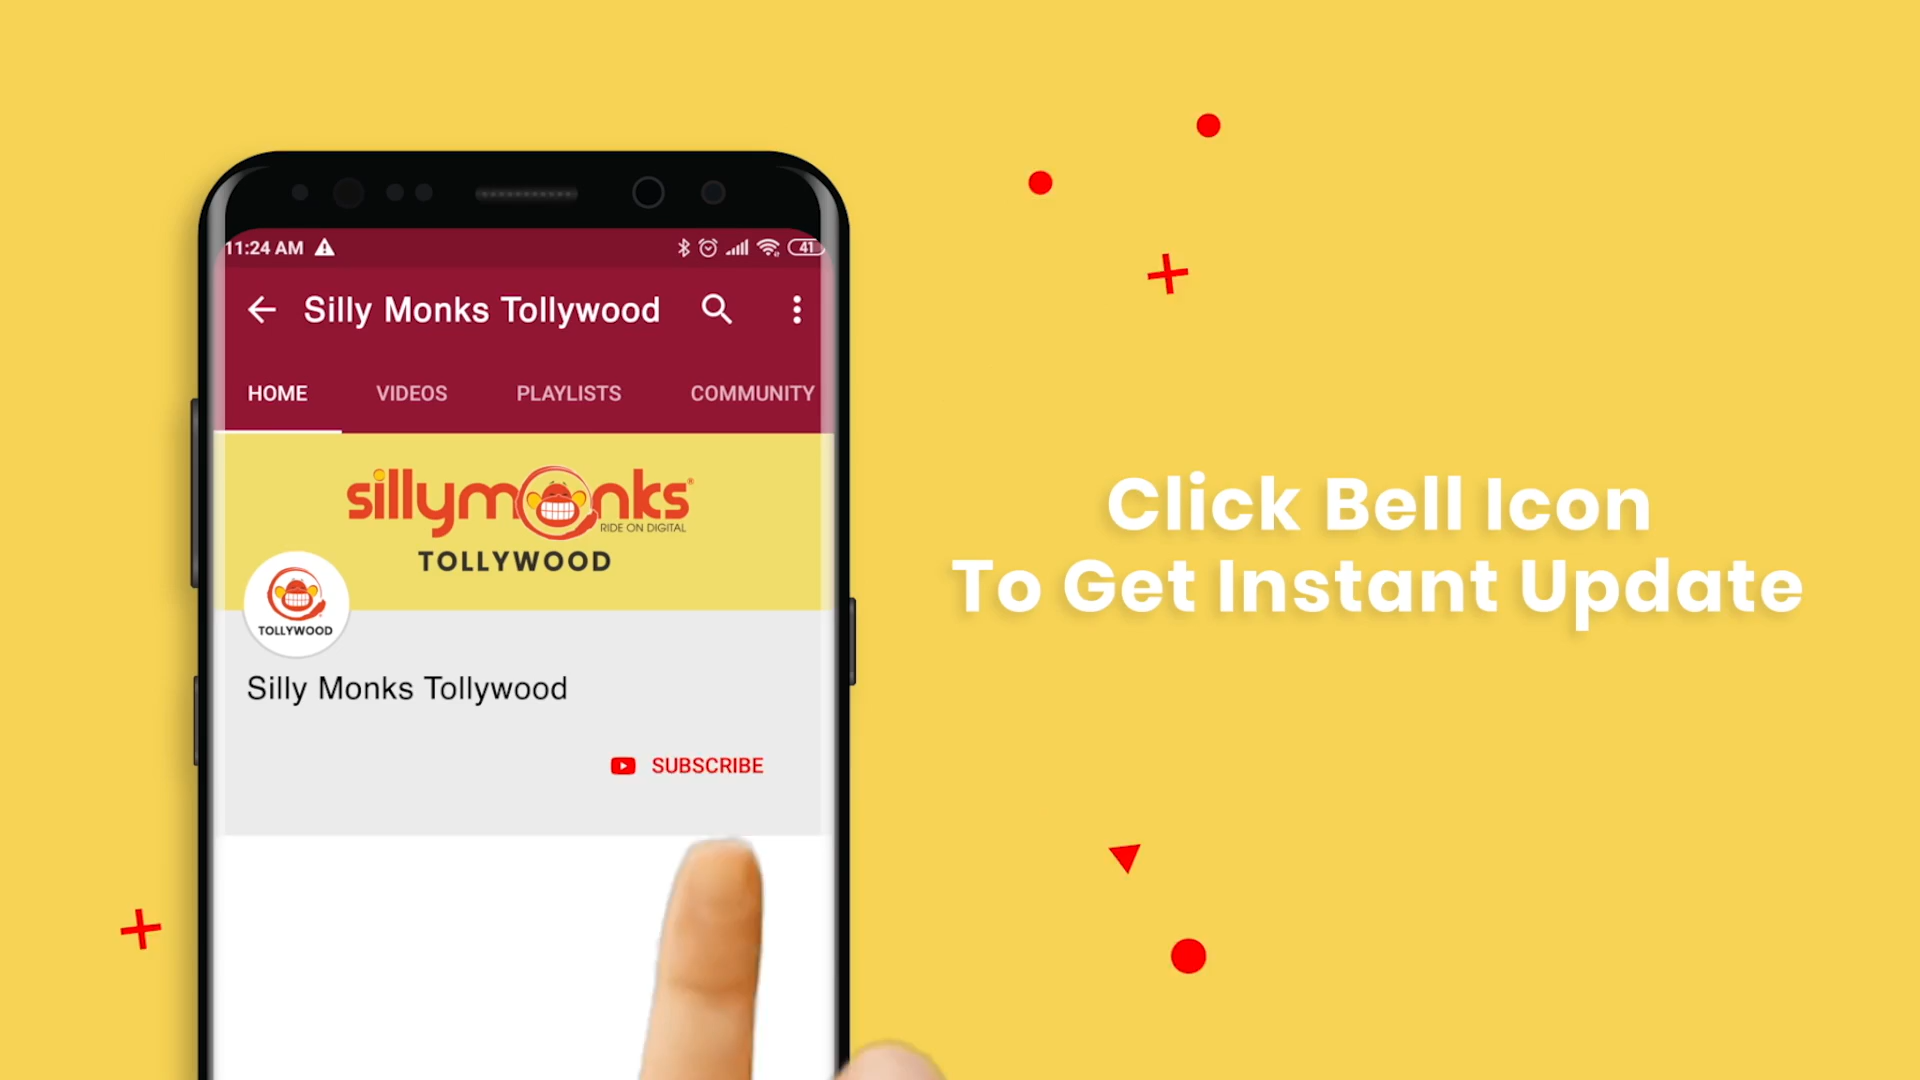 11:24 AM
41
Silly Monks Tollywood
HOME
VIDEOS
PLAYLISTS
COMMUNITY
sillymonks®
RIDE ON DIGITAL
TOLLYWOOD
TOLLYWOOD
Silly Monks Tollywood
SUBSCRIBE
Click Bell Icon
To Get Instant Update